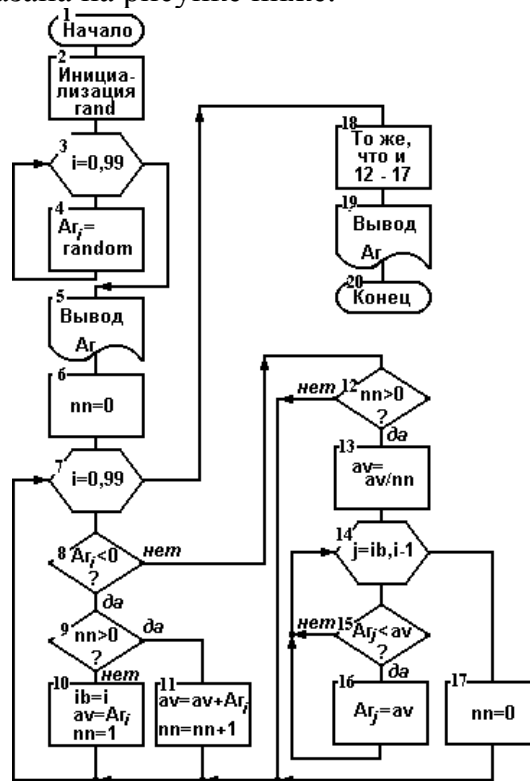 1
Начало
2
Инициа-
лизация
rand
3
i=0,99
4
Ari=
random
5
Вывод
Ar
6
nn=0
7
i=0,99
8
Ari<0
?
нет
да
9
nn>0
?
да
нет
10
ib=i
av=Ari
nn=1
11
av=av+Ari
nn=nn+1
12
nn>0
?
нет
да
13
av=
av/nn
14
j=ib,i-1
15
Arj<av
?
нет
да
16
Arj=av
17
nn=0
18
То же,
что и
12 - 17
19
Вывод
Ar
20
Конец